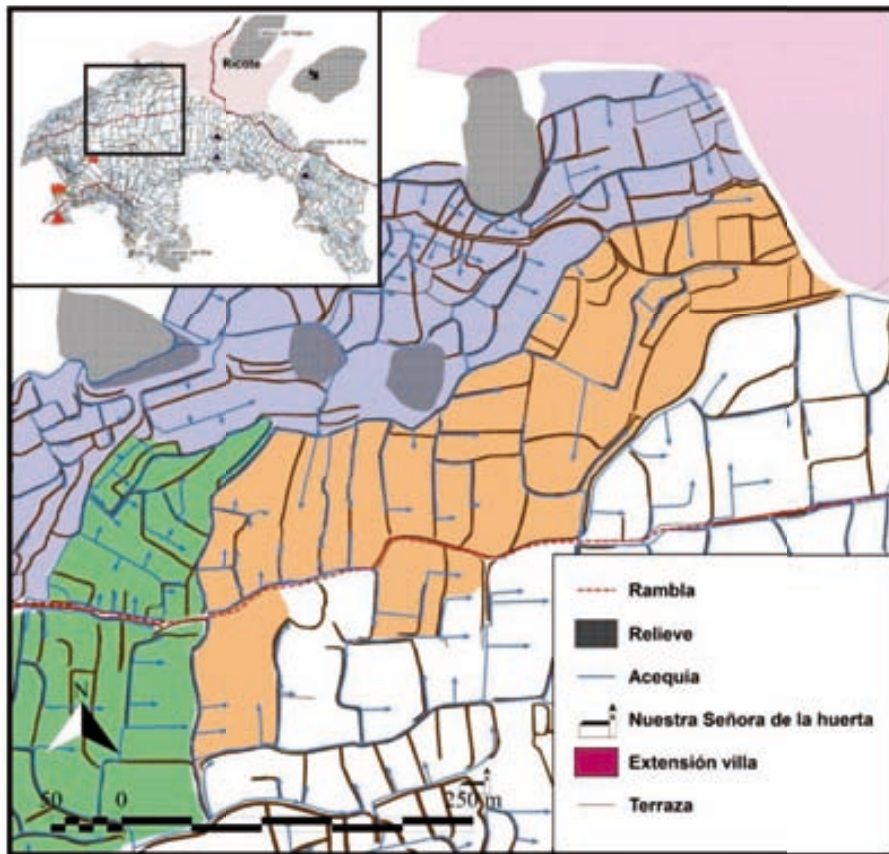 Ricote
Rambla
Relieve
Acequia
Nuestra Señora de la huerta
Extensión villa
Terraza
N
50 0 250 m